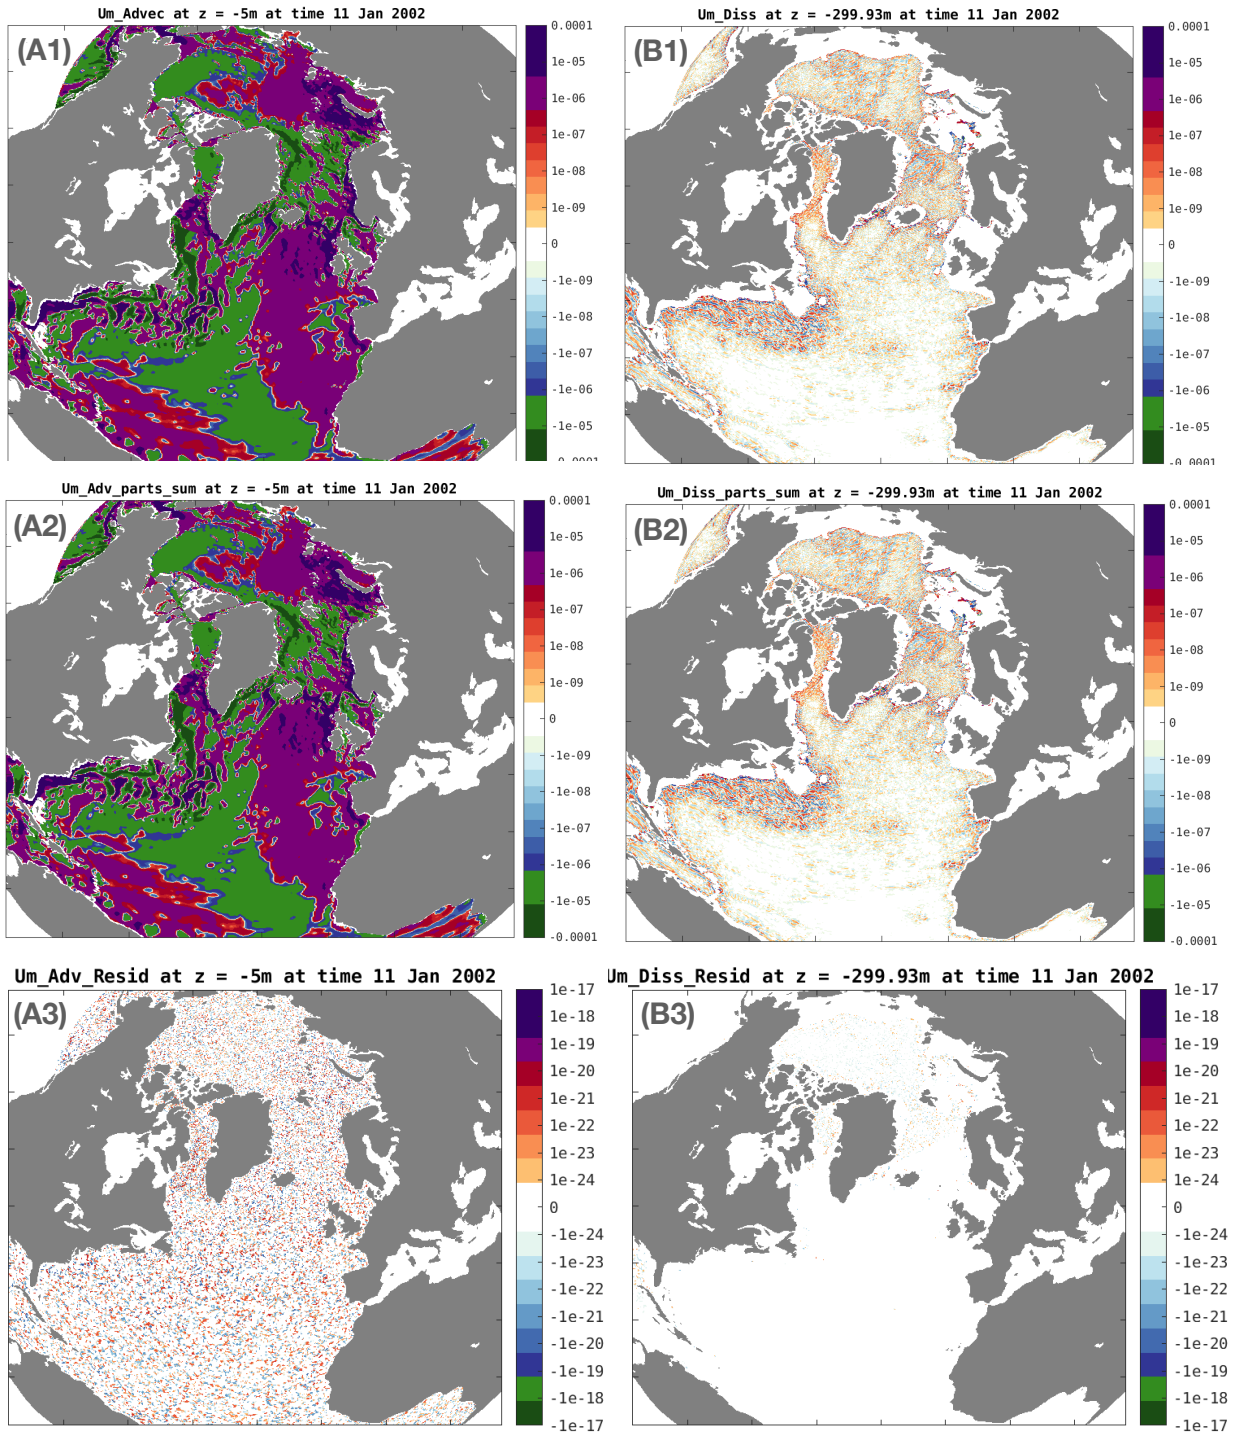 Um_Advec at z = -5m at time 11 Jan 2002
(A1)
0.0001
1e-05
1e-06
1e-07
1e-08
1e-09
0
-1e-09
-1e-08
-1e-07
-1e-06
-1e-05
-0.0001
Um_Diss at z = -299.93m at time 11 Jan 2002
(B1)
0.0001
1e-05
1e-06
1e-07
1e-08
1e-09
0
-1e-09
-1e-08
-1e-07
-1e-06
-1e-05
-0.0001
Um_Adv_parts_sum at z = -5m at time 11 Jan 2002
(A2)
0.0001
1e-05
1e-06
1e-07
1e-08
1e-09
0
-1e-09
-1e-08
-1e-07
-1e-06
-1e-05
-0.0001
Um_Diss_parts_sum at z = -299.93m at time 11 Jan 2002
(B2)
0.0001
1e-05
1e-06
1e-07
1e-08
1e-09
0
-1e-09
-1e-08
-1e-07
-1e-06
-1e-05
-0.0001
Um_Adv_Resid at z = -5m at time 11 Jan 2002
(A3)
1e-17
1e-18
1e-19
1e-20
1e-21
1e-22
1e-23
1e-24
0
-1e-24
-1e-23
-1e-22
-1e-21
-1e-20
-1e-19
-1e-18
-1e-17
Um_Diss_Resid at z = -299.93m at time 11 Jan 2002
(B3)
1e-17
1e-18
1e-19
1e-20
1e-21
1e-22
1e-23
1e-24
0
-1e-24
-1e-23
-1e-22
-1e-21
-1e-20
-1e-19
-1e-18
-1e-17